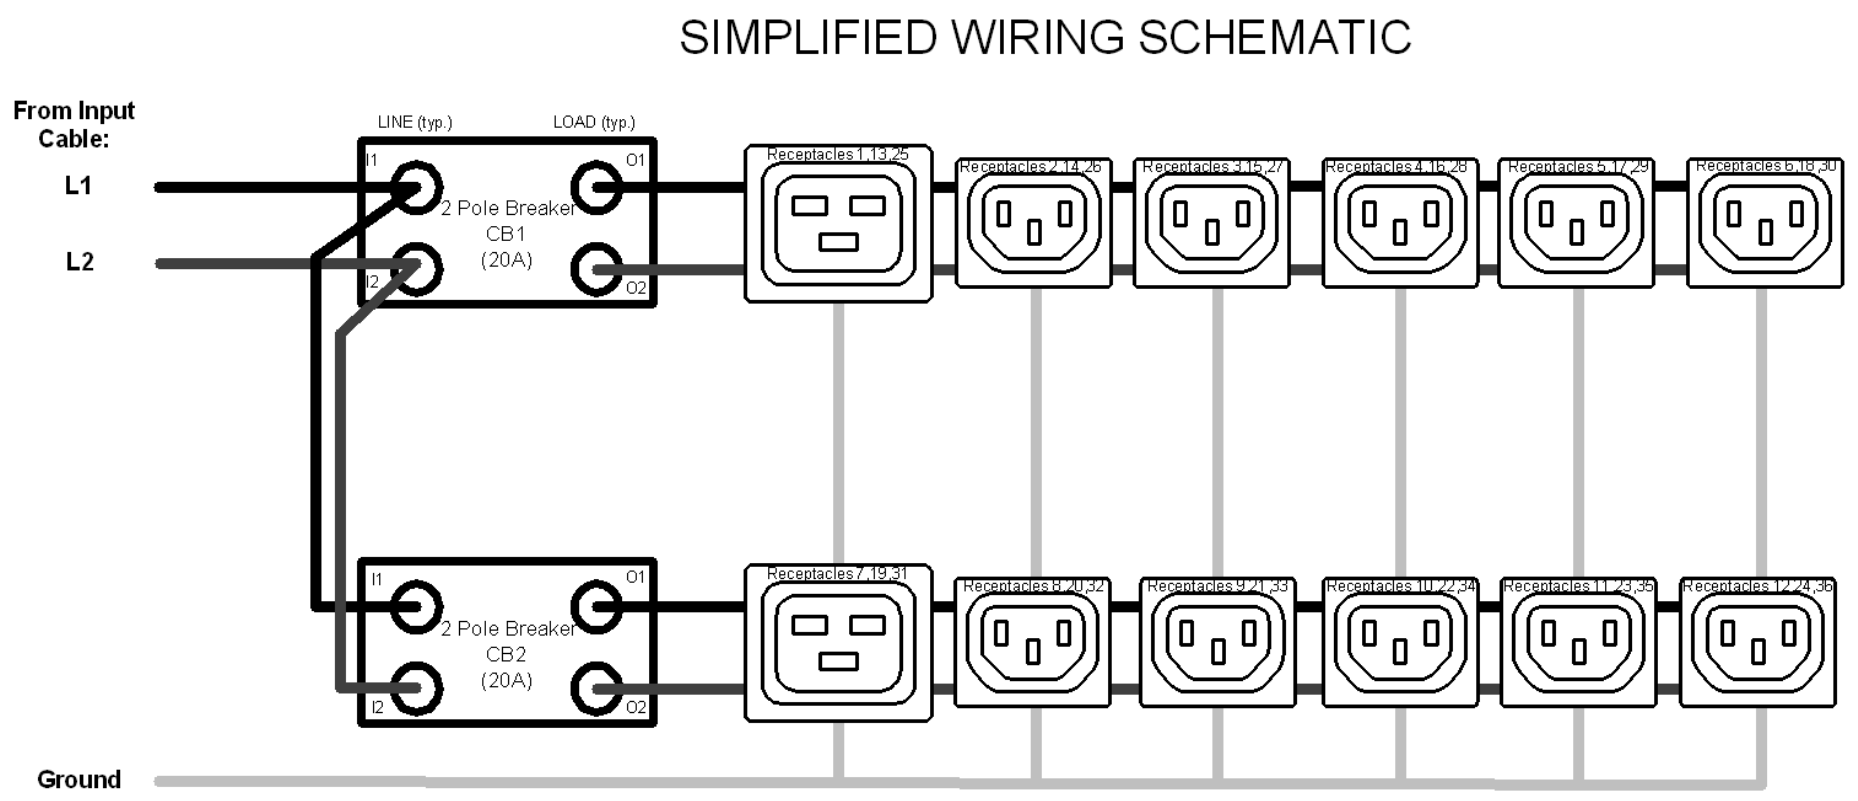 SIMPLIFIED WIRING SCHEMATIC
From Input
Cable:
LINE (typ.)
LOAD (typ.)
L1
I1
O1
2 Pole Breaker
CB1
(20A)
L2
I2
O2
Receptacles 1,13,25
Receptacles 2,14,26
Receptacles 3,15,27
Receptacles 4,16,28
Receptacles 5,17,29
Receptacles 6,18,30
I1
O1
2 Pole Breaker
CB2
(20A)
I2
O2
Receptacles 7,19,31
Receptacles 8,20,32
Receptacles 9,21,33
Receptacles 10,22,34
Receptacles 11,23,35
Receptacles 12,24,36
Ground